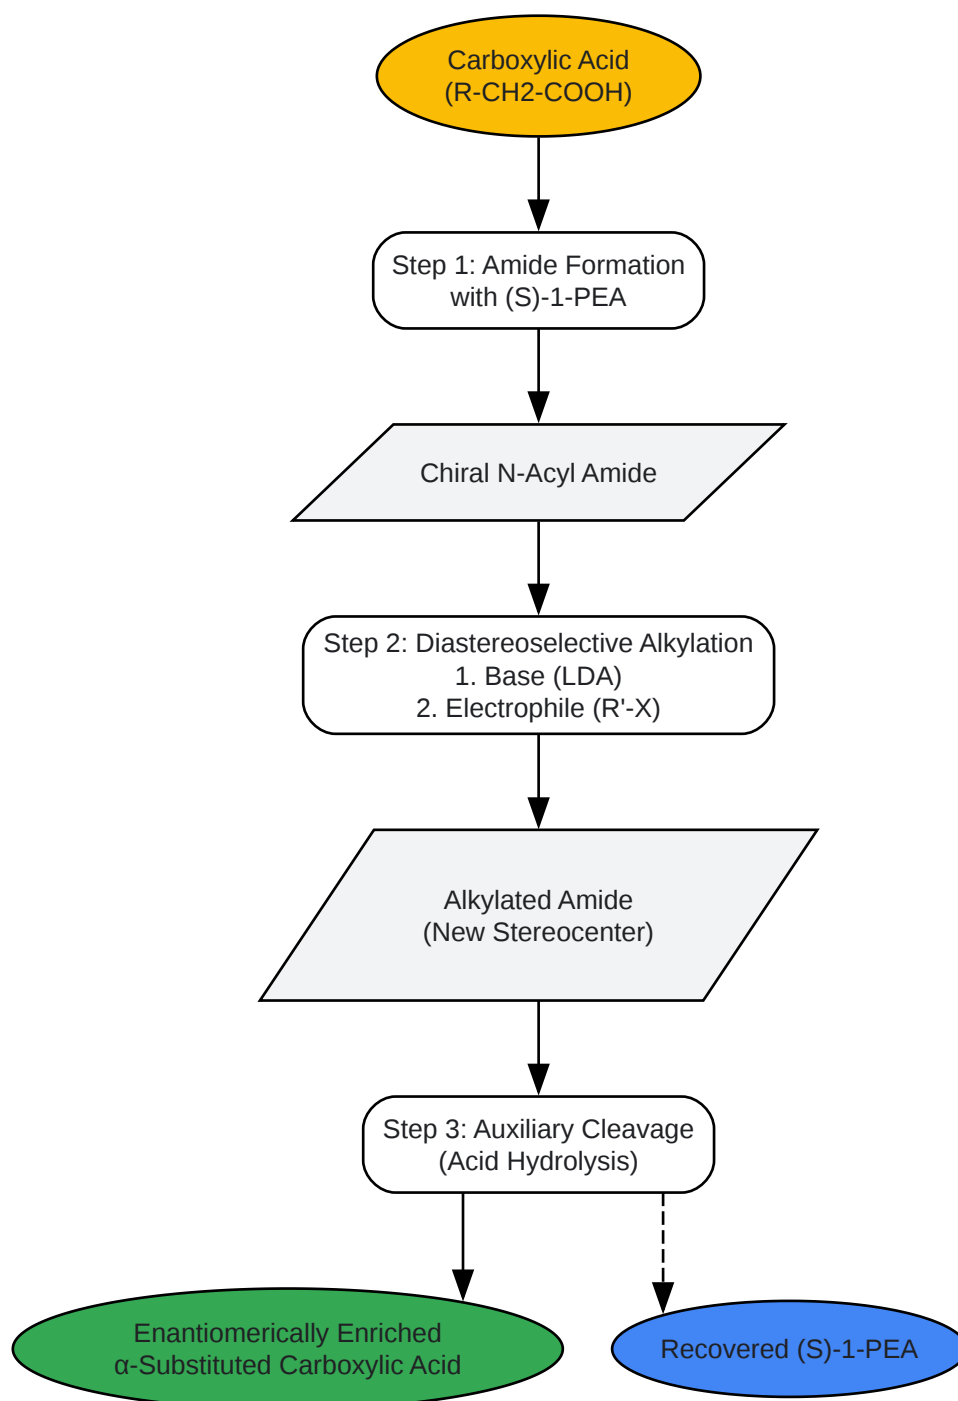 Carboxylic Acid
(R-CH2-COOH)
Step 1: Amide Formation
with (S)-1-PEA
Chiral N-Acyl Amide
Step 2: Diastereoselective Alkylation
1. Base (LDA)
2. Electrophile (R'-X)
Alkylated Amide
(New Stereocenter)
Step 3: Auxiliary Cleavage
(Acid Hydrolysis)
Enantiomerically Enriched
α-Substituted Carboxylic Acid
Recovered (S)-1-PEA